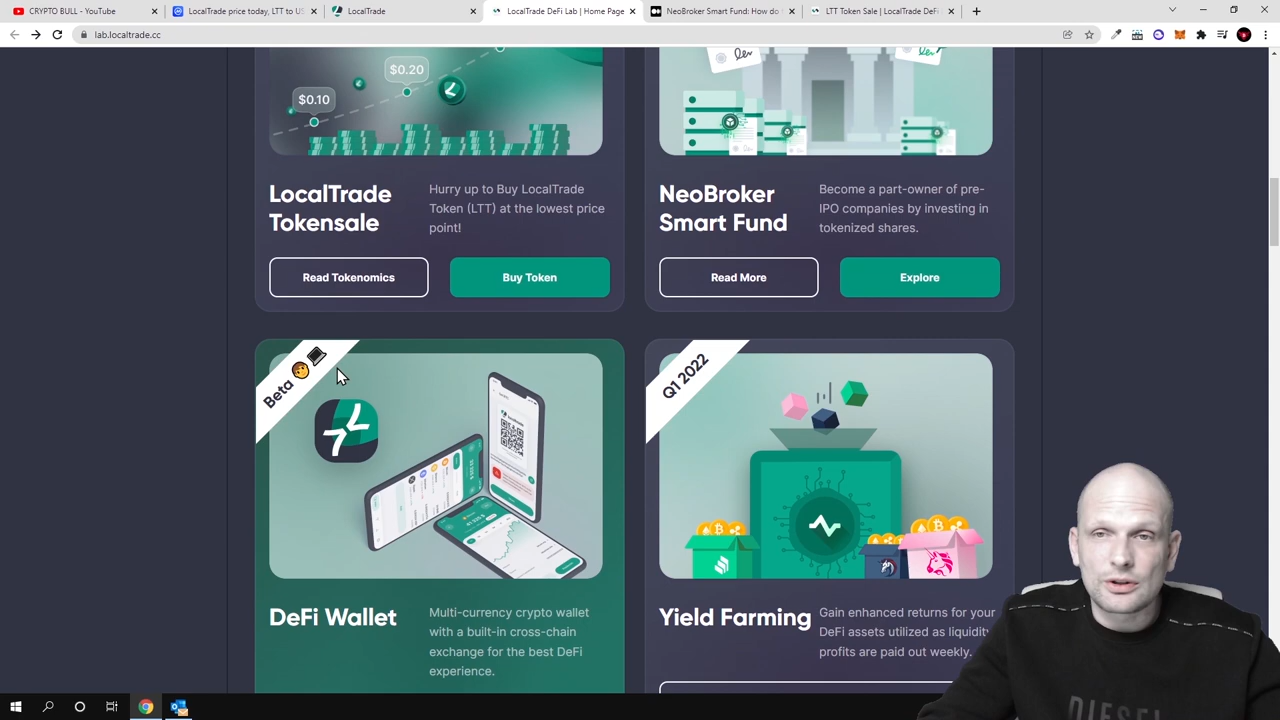 CRYPTO BULL - YouTube
LocalTrade price today, LTT to US
LocalTrade
LocalTrade DeFi Lab | Home Page
NeoBroker Smart Fund: How do I
LTT Token Sale | LocalTrade DeFi
lab.localtrade.cc
$0.10
$0.20
LocalTrade
Tokensale
Hurry up to Buy LocalTrade
Token (LTT) at the lowest price
point!
Read Tokenomics
Buy Token
NeoBroker
Smart Fund
Become a part-owner of pre-
IPO companies by investing in
tokenized shares.
Read More
Explore
Beta
DeFi Wallet
Multi-currency crypto wallet
with a built-in cross-chain
exchange for the best DeFi
experience.
Q1 2022
Yield Farming
Gain enhanced returns for your
DeFi assets utilized as liquidity
profits are paid out weekly.
DIESEL